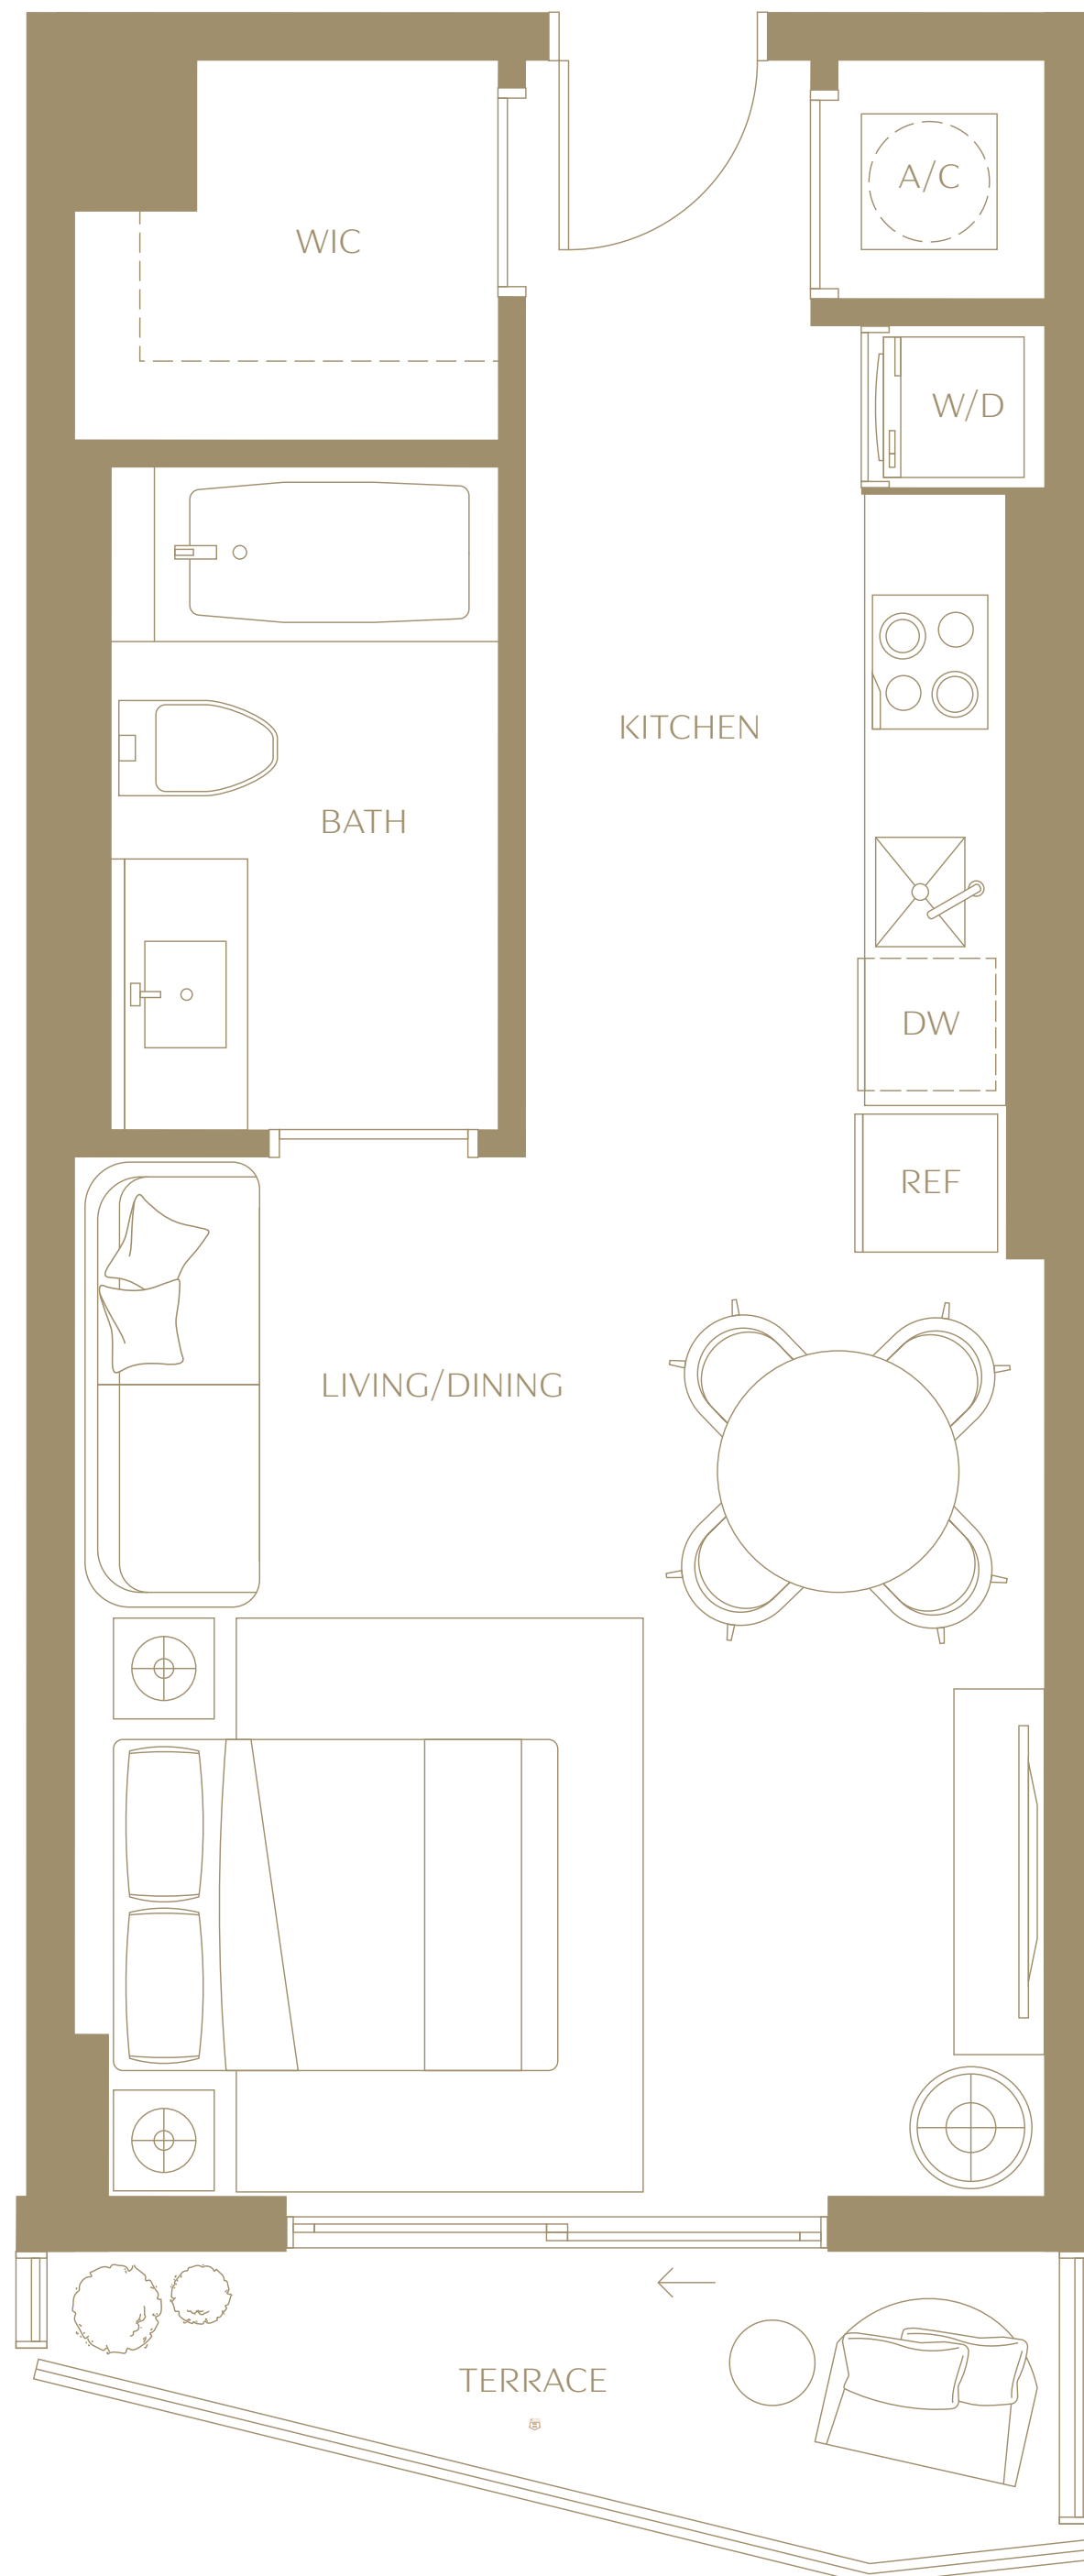 A/C
WIC
W/D
KITCHEN
BATH
DW
REF
LIVING/DINING
TERRACE